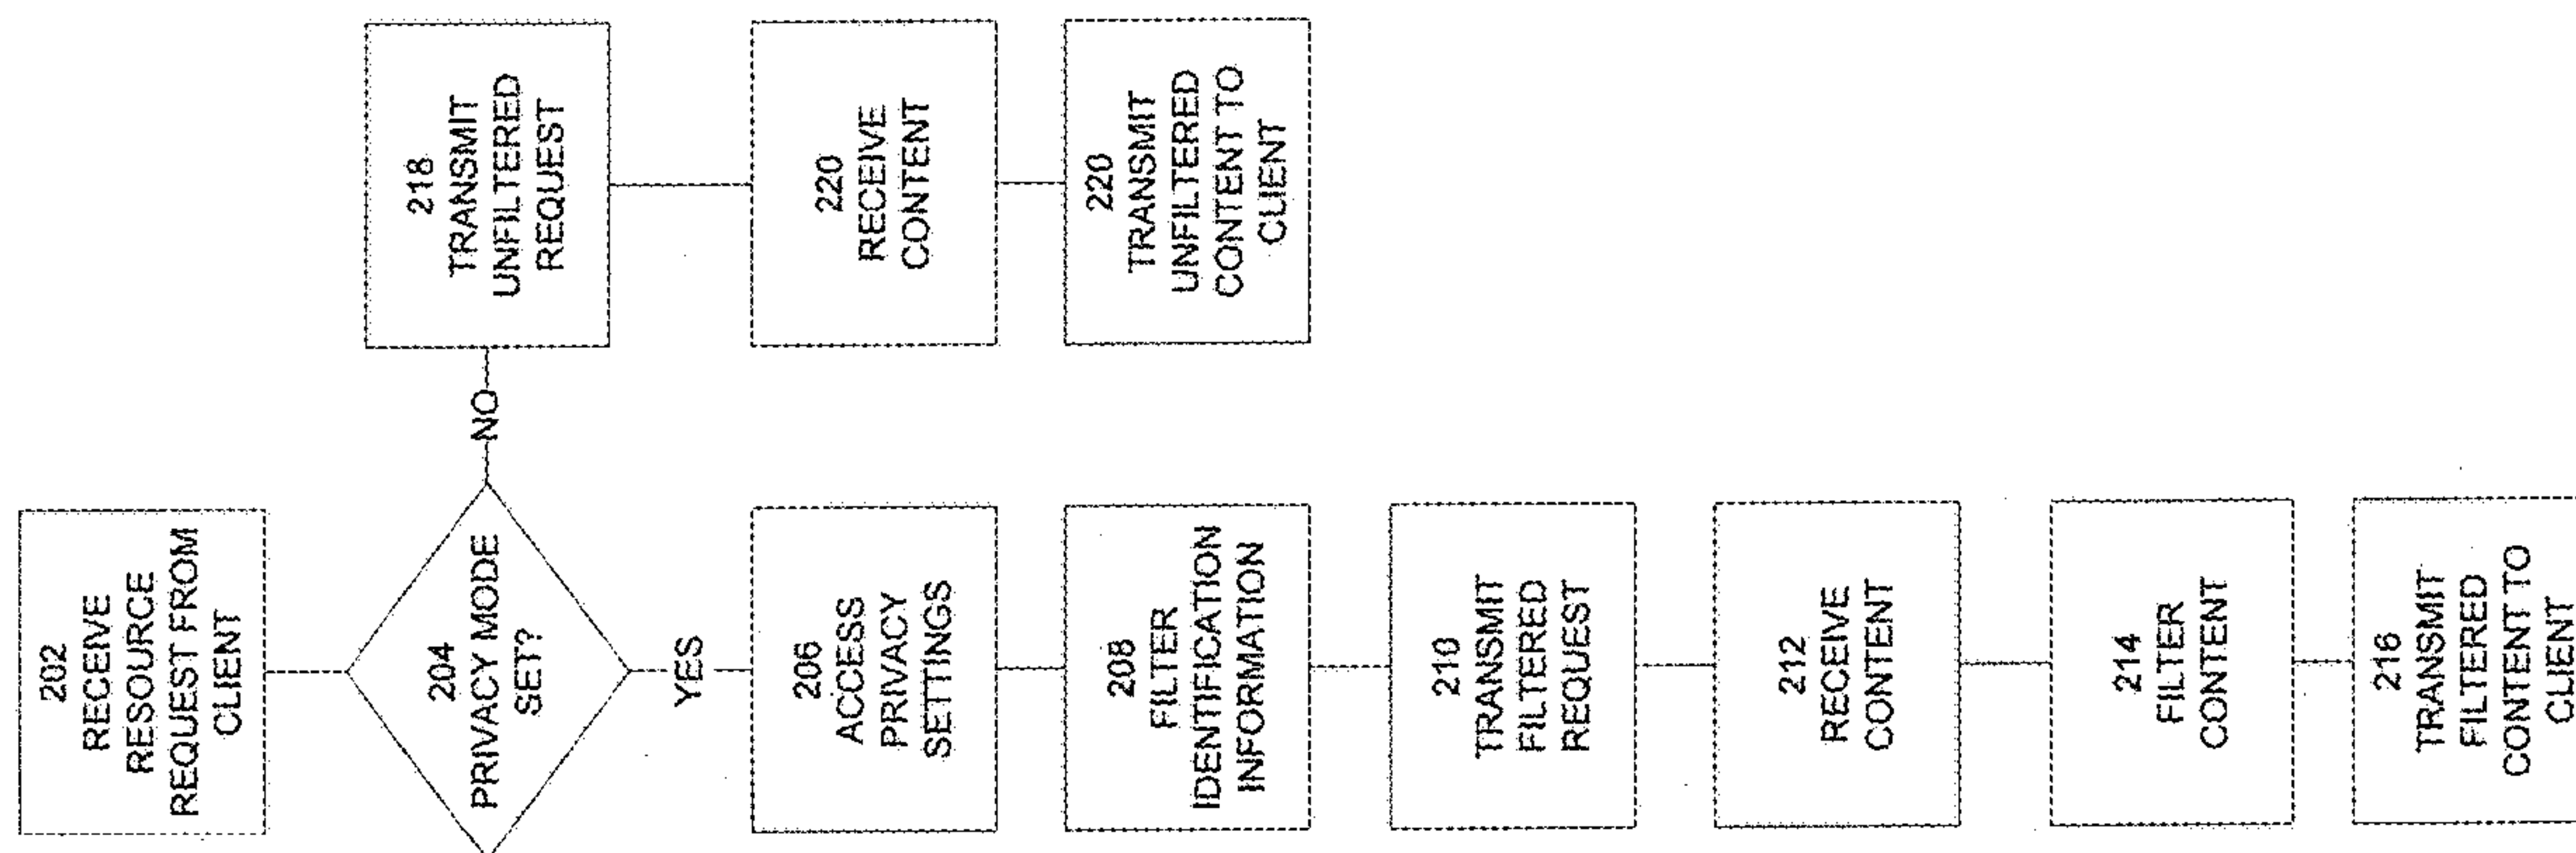 202
RECEIVE
RESOURCE
REQUEST FROM
CLIENT
204
PRIVACY MODE
SET?
NO
218
TRANSMIT
UNFILTERED
REQUEST
220
RECEIVE
CONTENT
220
TRANSMIT
UNFILTERED
CONTENT TO
CLIENT
YES
206
ACCESS
PRIVACY
SETTINGS
208
FILTER
IDENTIFICATION
INFORMATION
210
TRANSMIT
FILTERED
REQUEST
212
RECEIVE
CONTENT
214
FILTER
CONTENT
216
TRANSMIT
FILTERED
CONTENT TO
CLIENT